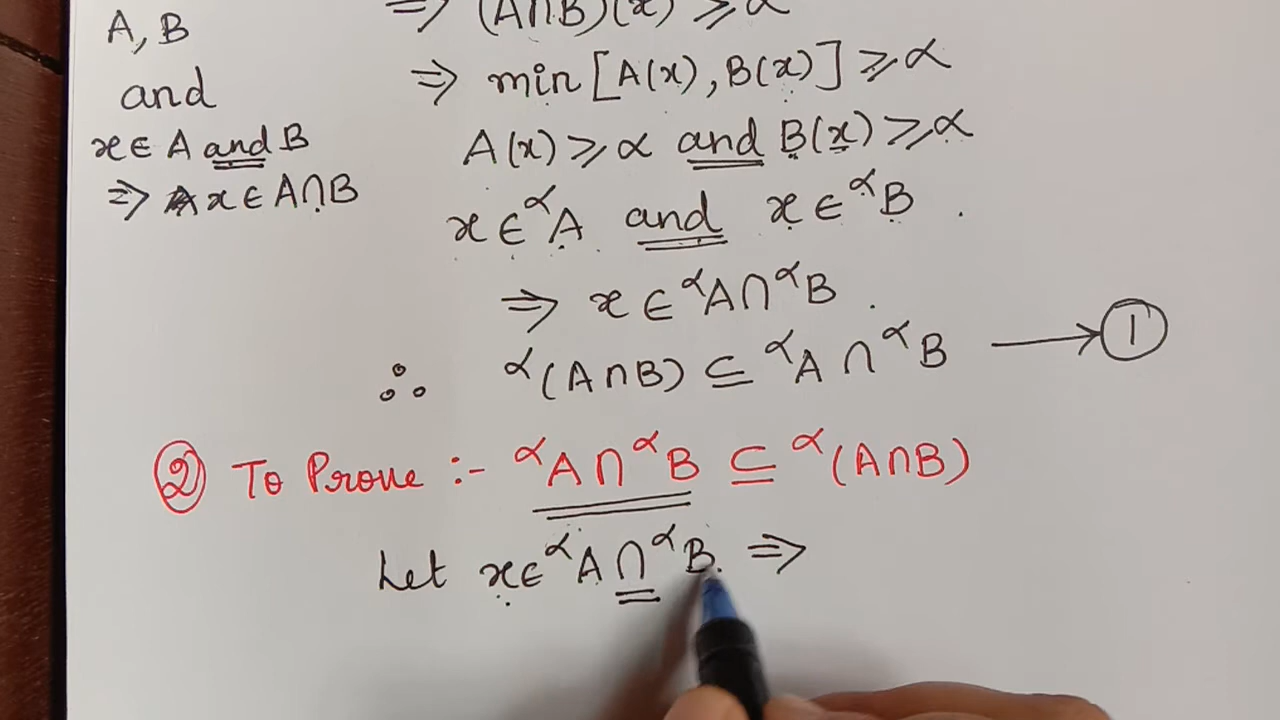 A, B
and
x ∈ A and B
⇒ x ∈ A∩B
⇒ (A∩B)(x) ≥ α
⇒ min [A(x), B(x)] ≥ α
A(x) ≥ α and B(x) ≥ α
x ∈ ᵅA and x ∈ ᵅB .
⇒ x ∈ ᵅA ∩ ᵅB .
∴ ᵅ(A∩B) ⊆ ᵅA ∩ ᵅB ⟶ ①
② To Prove :- ᵅA ∩ ᵅB ⊆ ᵅ(A∩B)
Let x ∈ ᵅA ∩ ᵅB ⇒